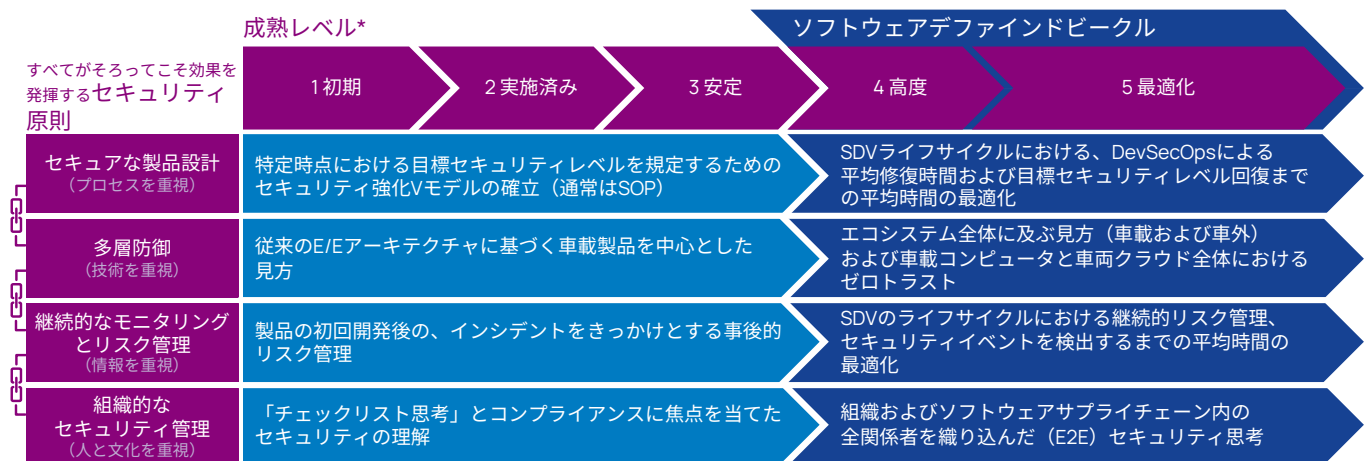 成熟レベル*
ソフトウェアデファインドビークル
すべてがそろってこそ効果を
発揮するセキュリティ
原則
1 初期
2 実施済み
3 安定
4 高度
5 最適化
セキュアな製品設計
（プロセスを重視）
特定時点における目標セキュリティレベルを規定するための
セキュリティ強化Vモデルの確立（通常はSOP）
SDVライフサイクルにおける、DevSecOpsによる
平均修復時間および目標セキュリティレベル回復まで
の平均時間の最適化
多層防御
（技術を重視）
従来のE/Eアーキテクチャに基づく車載製品を中心とした
見方
エコシステム全体に及ぶ見方（車載および車外）
および車載コンピュータと車両クラウド全体における
ゼロトラスト
継続的なモニタリング
とリスク管理
（情報を重視）
製品の初回開発後の、インシデントをきっかけとする事後的
リスク管理
SDVのライフサイクルにおける継続的リスク管理、
セキュリティイベントを検出するまでの平均時間の
最適化
組織的な
セキュリティ管理
（人と文化を重視）
「チェックリスト思考」とコンプライアンスに焦点を当てた
セキュリティの理解
組織およびソフトウェアサプライチェーン内の
全関係者を織り込んだ（E2E）セキュリティ思考